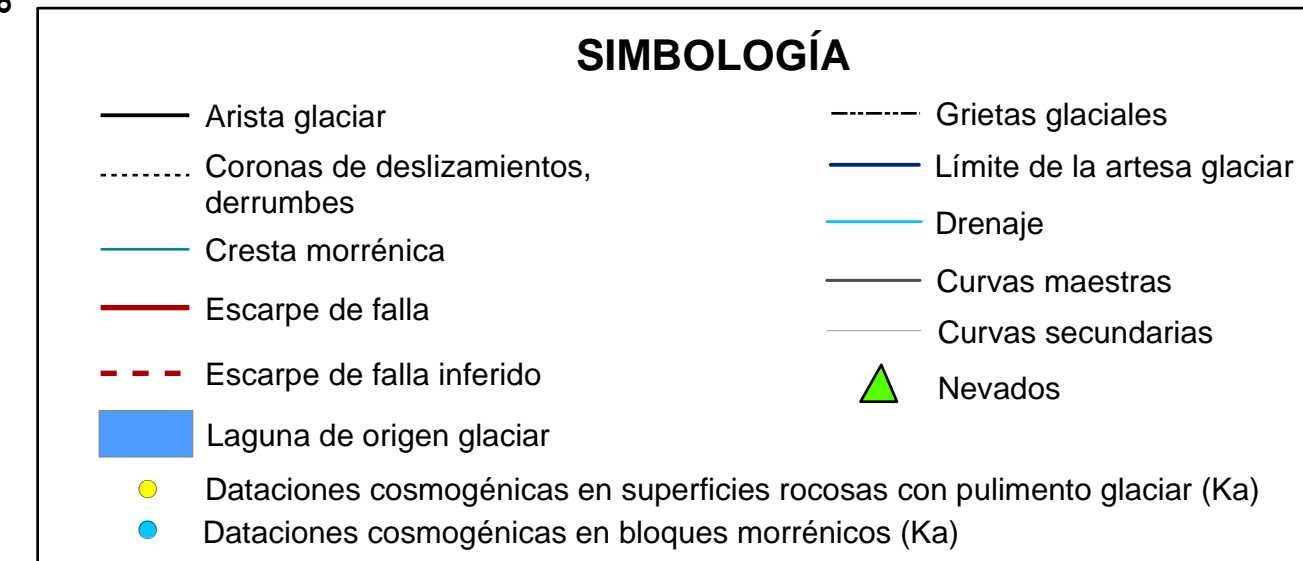 SIMBOLOGÍA
Arista glaciar
Coronas de deslizamientos,
derrumbes
Cresta morrénica
Escarpe de falla
Escarpe de falla inferido
Laguna de origen glaciar
Grietas glaciales
Límite de la artesa glaciar
Drenaje
Curvas maestras
Curvas secundarias
Nevados
Dataciones cosmogénicas en superficies rocosas con pulimento glaciar (Ka)
Dataciones cosmogénicas en bloques morrénicos (Ka)